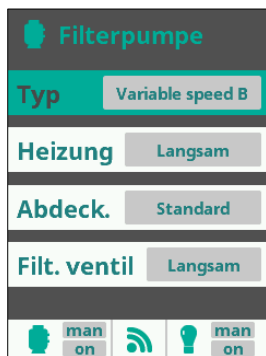 Filterpumpe
Typ Variable speed B
Heizung Langsam
Abdeck. Standard
Filt. ventil Langsam
man man
on on